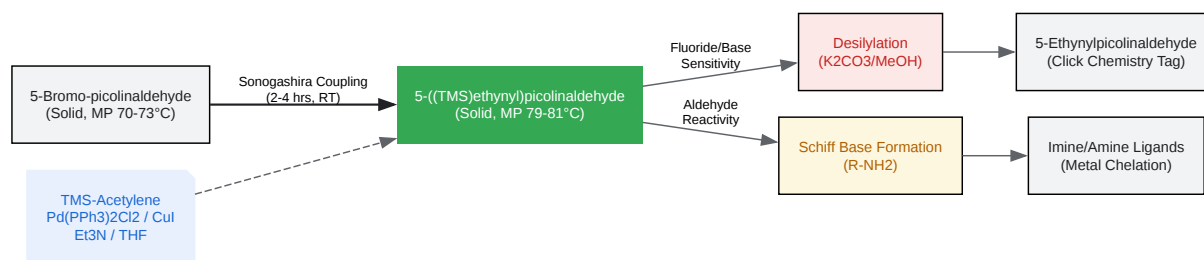 5-Bromo-picolinaldehyde
(Solid, MP 70-73°C)
TMS-Acetylene
Pd(PPh3)2Cl2 / CuI
Et3N / THF
Sonogashira Coupling
(2-4 hrs, RT)
5-((TMS)ethynyl)picolinaldehyde
(Solid, MP 79-81°C)
Fluoride/Base
Sensitivity
Aldehyde
Reactivity
Desilylation
(K2CO3/MeOH)
Schiff Base Formation
(R-NH2)
5-Ethynylpicolinaldehyde
(Click Chemistry Tag)
Imine/Amine Ligands
(Metal Chelation)